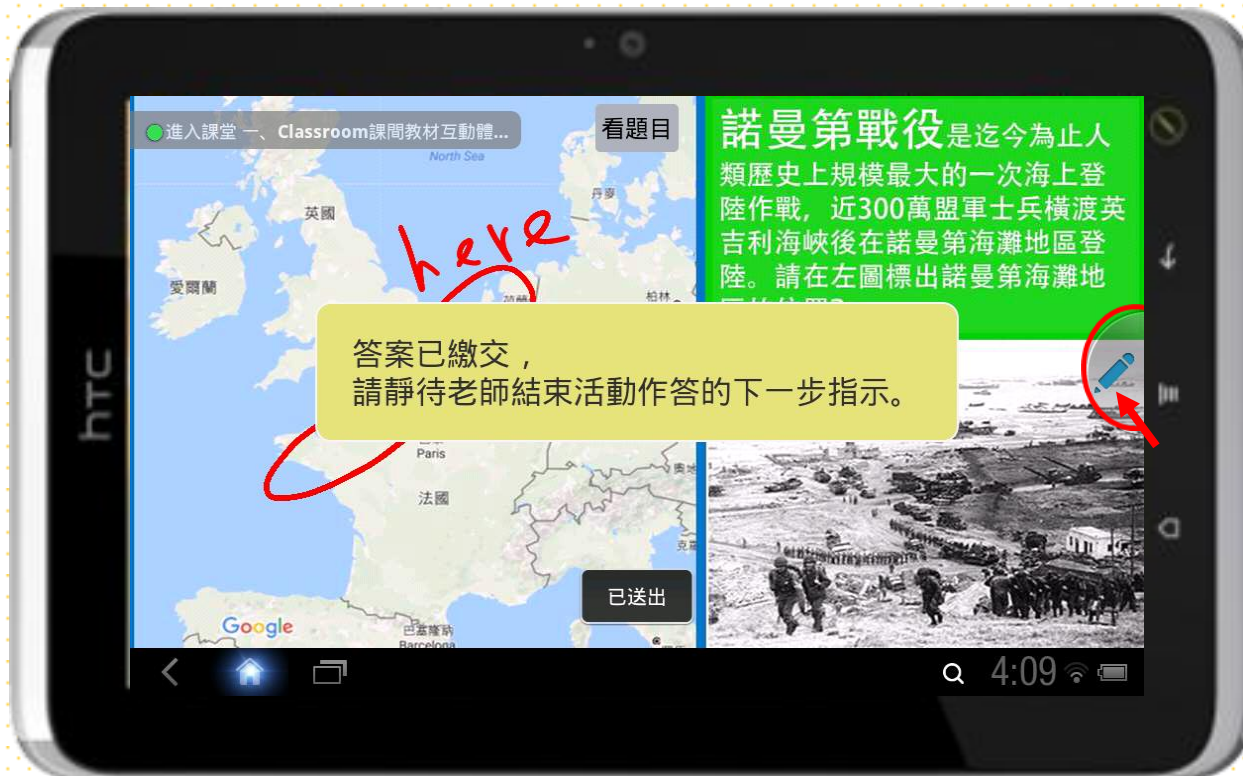 進入課堂 一、Classroom課間教材互動體...
看題目
North Sea
丹麥
英國
here
愛爾蘭
柏林
答案已繳交，
請靜待老師結束活動作答的下一步指示。
Paris
法國
已送出
Google
巴塞隆納
Barcelona
諾曼第戰役是迄今為止人
類歷史上規模最大的一次海上登
陸作戰，近300萬盟軍士兵橫渡英
吉利海峽後在諾曼第海灘地區登
陸。請在左圖標出諾曼第海灘地
hTC
4:09